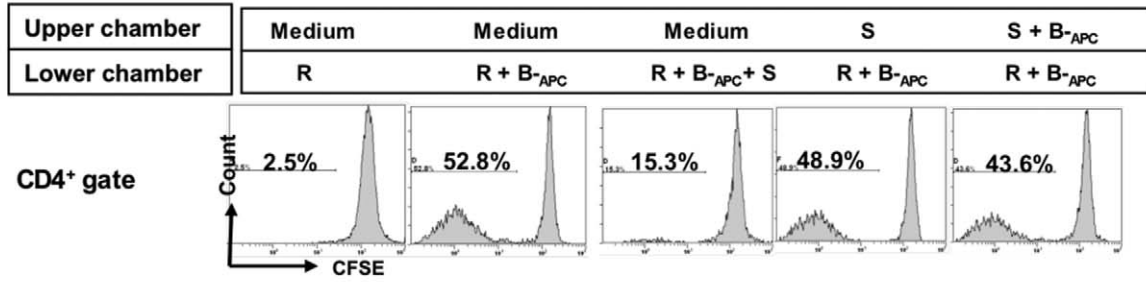 Upper chamber Medium Medium Medium S S + B-APC
Lower chamber R R + B-APC R + B-APC + S R + B-APC R + B-APC
CD4+ gate
Count
2.5% 52.8% 15.3% 48.9% 43.6%
CFSE